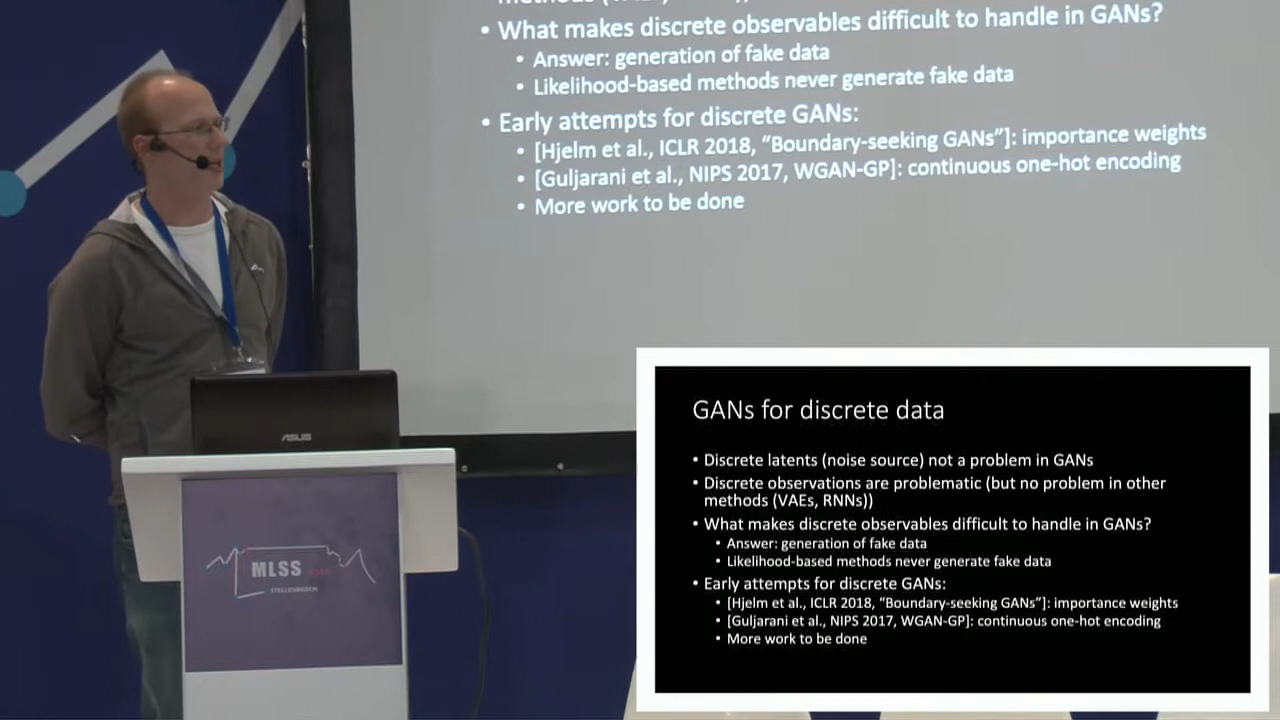 • What makes discrete observables difficult to handle in GANs?
• Answer: generation of fake data
• Likelihood-based methods never generate fake data
• Early attempts for discrete GANs:
• [Hjelm et al., ICLR 2018, “Boundary-seeking GANs”]: importance weights
• [Guljarani et al., NIPS 2017, WGAN-GP]: continuous one-hot encoding
• More work to be done
ASUS
MLSS
STELLENBOSCH
GANs for discrete data
• Discrete latents (noise source) not a problem in GANs
• Discrete observations are problematic (but no problem in other
methods (VAEs, RNNs))
• What makes discrete observables difficult to handle in GANs?
• Answer: generation of fake data
• Likelihood-based methods never generate fake data
• Early attempts for discrete GANs:
• [Hjelm et al., ICLR 2018, “Boundary-seeking GANs”]: importance weights
• [Guljarani et al., NIPS 2017, WGAN-GP]: continuous one-hot encoding
• More work to be done